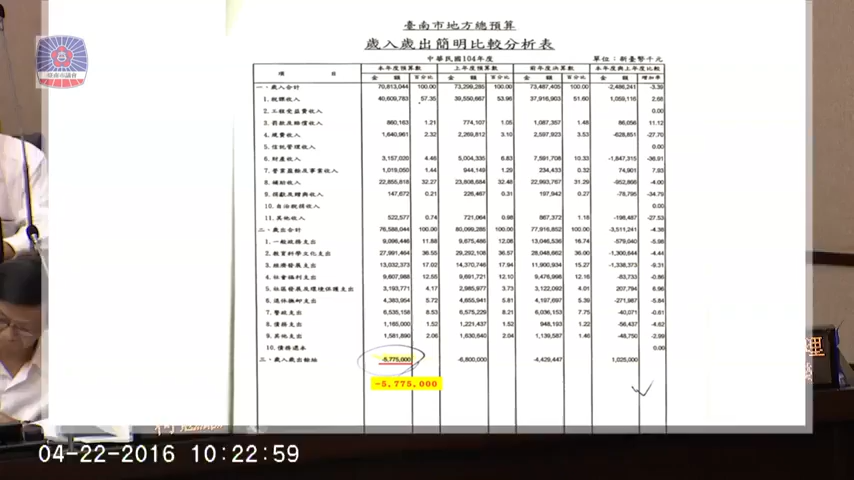 臺南市議會
臺南市地方總預算
歲入歲出簡明比較分析表
中華民國104年度
單位：新臺幣千元
項 目 本年度預算數 上年度預算數 前年度決算數 本年度與上年度比較
金 額 百分比 金 額 百分比 金 額 百分比 金 額 增加率
一、歲入合計 70,813,044 100.00 73,299,285 100.00 73,487,405 100.00 -2,486,241 -3.39
1.稅課收入 40,609,783 57.35 39,550,667 53.96 37,916,903 51.60 1,059,116 2.68
2.工程受益費收入 0.00
3.罰款及賠償收入 860,163 1.21 774,107 1.05 1,087,357 1.48 86,056 11.12
4.規費收入 1,640,961 2.32 2,269,812 3.10 2,597,923 3.53 -628,851 -27.70
5.信託管理收入 0.00
6.財產收入 3,157,020 4.46 5,004,335 6.83 7,591,708 10.33 -1,847,315 -36.91
7.營業盈餘及事業收入 1,019,050 1.44 944,149 1.29 234,433 0.32 74,901 7.93
8.補助收入 22,855,818 32.27 23,808,684 32.48 22,993,767 31.29 -952,866 -4.00
9.捐獻及贈與收入 147,672 0.21 226,467 0.31 197,942 0.27 -78,795 -34.79
10.自治稅捐收入 0.00
11.其他收入 522,577 0.74 721,064 0.98 867,372 1.18 -198,487 -27.53
二、歲出合計 76,588,044 100.00 80,099,285 100.00 77,916,852 100.00 -3,511,241 -4.38
1.一般政務支出 9,096,446 11.88 9,675,486 12.08 13,046,536 16.74 -579,040 -5.98
2.教育科學文化支出 27,991,464 36.55 29,292,108 36.57 28,048,662 36.00 -1,300,644 -4.44
3.經濟發展支出 13,032,373 17.02 14,370,746 17.94 11,900,924 15.27 -1,338,373 -9.31
4.社會福利支出 9,607,988 12.55 9,691,721 12.10 9,476,968 12.16 -83,733 -0.86
5.社區發展及環境保護支出 3,193,771 4.17 2,985,977 3.73 3,122,826 4.01 207,794 6.96
6.退休撫卹支出 4,383,954 5.72 4,655,941 5.81 4,197,697 5.39 -271,987 -5.84
7.警政支出 6,535,158 8.53 6,575,229 8.21 6,036,153 7.75 -40,071 -0.61
8.債務支出 1,165,000 1.52 1,221,437 1.52 948,193 1.22 -56,437 -4.62
9.其他支出 1,581,890 2.06 1,630,640 2.04 1,139,587 1.46 -48,750 -2.99
10.債務還本 0.00
三、歲入歲出餘絀 -5,775,000 -6,800,000 -4,429,447 1,025,000
-5,775,000
理
04-22-2016 10:22:59